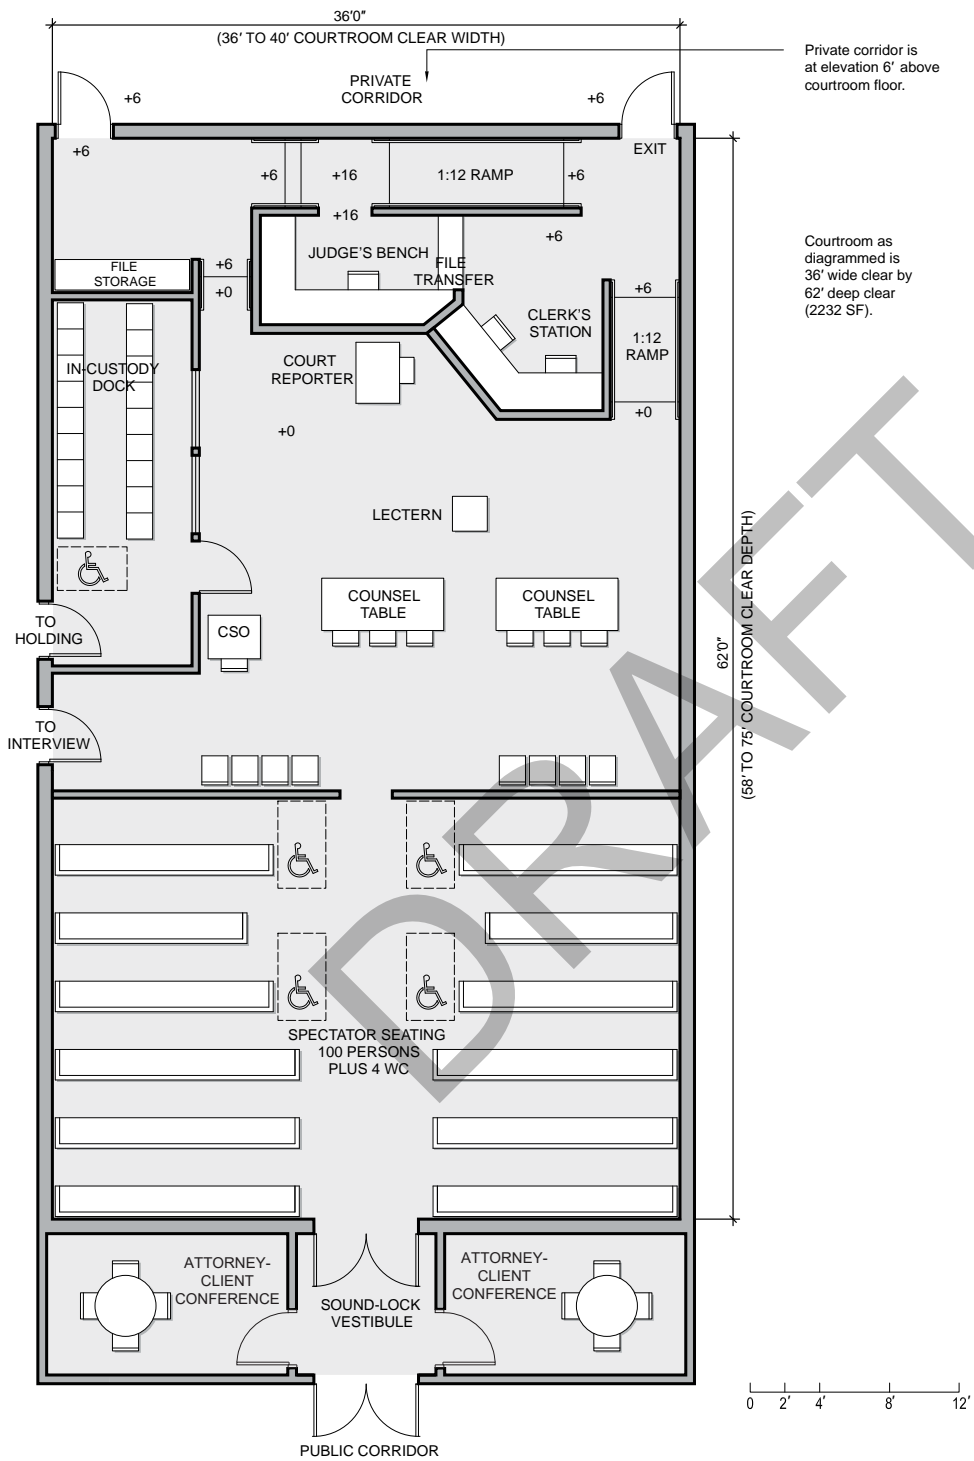 36′0″
(36′ TO 40′ COURTROOM CLEAR WIDTH)
Private corridor is
at elevation 6′ above
courtroom floor.
PRIVATE
CORRIDOR
+6
+6
+6
EXIT
+6
+16
1:12 RAMP
+6
+16
+6
JUDGE'S BENCH
FILE
TRANSFER
Courtroom as
diagrammed is
36′ wide clear by
62′ deep clear
(2232 SF).
FILE
STORAGE
+6
+0
+6
CLERK'S
STATION
1:12
RAMP
COURT
REPORTER
IN-CUSTODY
DOCK
+0
+0
LECTERN
COUNSEL
TABLE
COUNSEL
TABLE
CSO
TO
HOLDING
TO
INTERVIEW
62′0″
(58′ TO 75′ COURTROOM CLEAR DEPTH)
DRAFT
SPECTATOR SEATING
100 PERSONS
PLUS 4 WC
ATTORNEY-
CLIENT
CONFERENCE
ATTORNEY-
CLIENT
CONFERENCE
SOUND-LOCK
VESTIBULE
PUBLIC CORRIDOR
0 2′ 4′ 8′ 12′